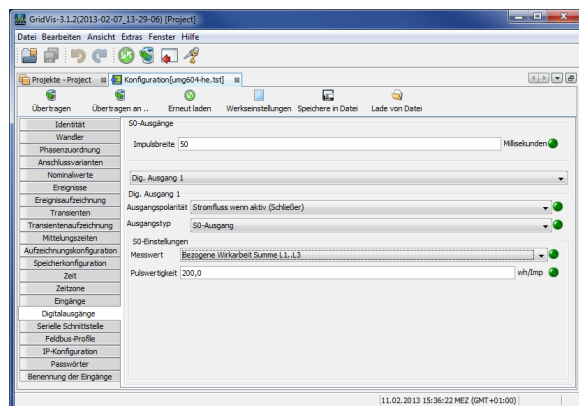 GridVis-3.1.2(2013-02-07_13-29-06) [Project]
Datei Bearbeiten Ansicht Extras Fenster Hilfe
Projekte - Project
Konfiguration[umg604-he.tst]
Übertragen
Übertragen an ..
Erneut laden
Werkseinstellungen
Speichere in Datei
Lade von Datei
Identität
Wandler
Phasenzuordnung
Anschlussvarianten
Nominalwerte
Ereignisse
Ereignisaufzeichnung
Transienten
Transientenaufzeichnung
Mittelungszeiten
Aufzeichnungskonfiguration
Speicherkonfiguration
Zeit
Zeitzone
Eingänge
Digitalausgänge
Serielle Schnittstelle
Feldbus-Profile
IP-Konfiguration
Passwörter
Benennung der Eingänge
S0-Ausgänge
Impulsbreite 50 Millisekunden
Dig. Ausgang 1
Dig. Ausgang 1
Ausgangspolarität Stromfluss wenn aktiv (Schließer)
Ausgangstyp S0-Ausgang
S0-Einstellungen
Messwert Bezogene Wirkarbeit Summe L1..L3
Pulswertigkeit 200,0 wh/Imp
11.02.2013 15:36:22 MEZ (GMT+01:00)